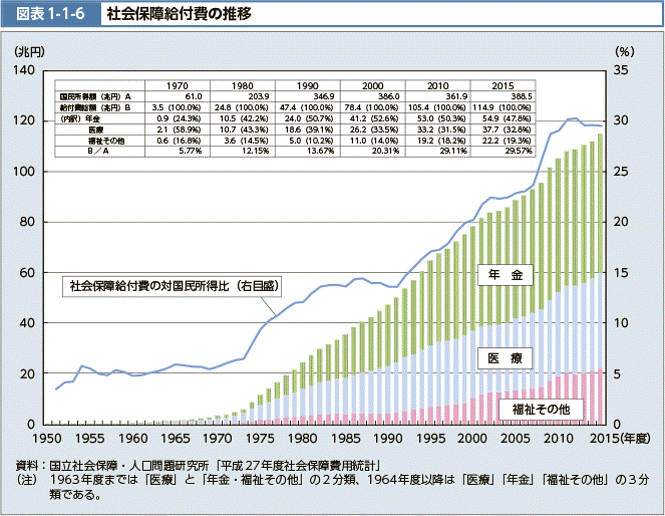 図表1-1-6 社会保障給付費の推移
(兆円) (%)
140 35
120 30
100 25
80 20
60 15
40 10
20 5
0 0
1970 1980 1990 2000 2010 2015
国民所得額(兆円)A 61.0 203.9 346.9 386.0 361.9 388.5
給付費総額(兆円)B 3.5 (100.0%) 24.8 (100.0%) 47.4 (100.0%) 78.4 (100.0%) 105.4 (100.0%) 114.9 (100.0%)
(内訳)年金 0.9 (24.3%) 10.5 (42.2%) 24.0 (50.7%) 41.2 (52.6%) 53.0 (50.3%) 54.9 (47.8%)
医療 2.1 (58.9%) 10.7 (43.3%) 18.6 (39.1%) 26.2 (33.5%) 33.2 (31.5%) 37.7 (32.8%)
福祉その他 0.6 (16.8%) 3.6 (14.5%) 5.0 (10.2%) 11.0 (14.0%) 19.2 (18.2%) 22.2 (19.3%)
B/A 5.77% 12.15% 13.67% 20.31% 29.11% 29.57%
社会保障給付費の対国民所得比(右目盛)
年金
医療
福祉その他
1950 1955 1960 1965 1970 1975 1980 1985 1990 1995 2000 2005 2010 2015(年度)
資料:国立社会保障・人口問題研究所「平成27年度社会保障費用統計」
(注) 1963年度までは「医療」と「年金・福祉その他」の2分類、1964年度以降は「医療」「年金」「福祉その他」の3分
類である。